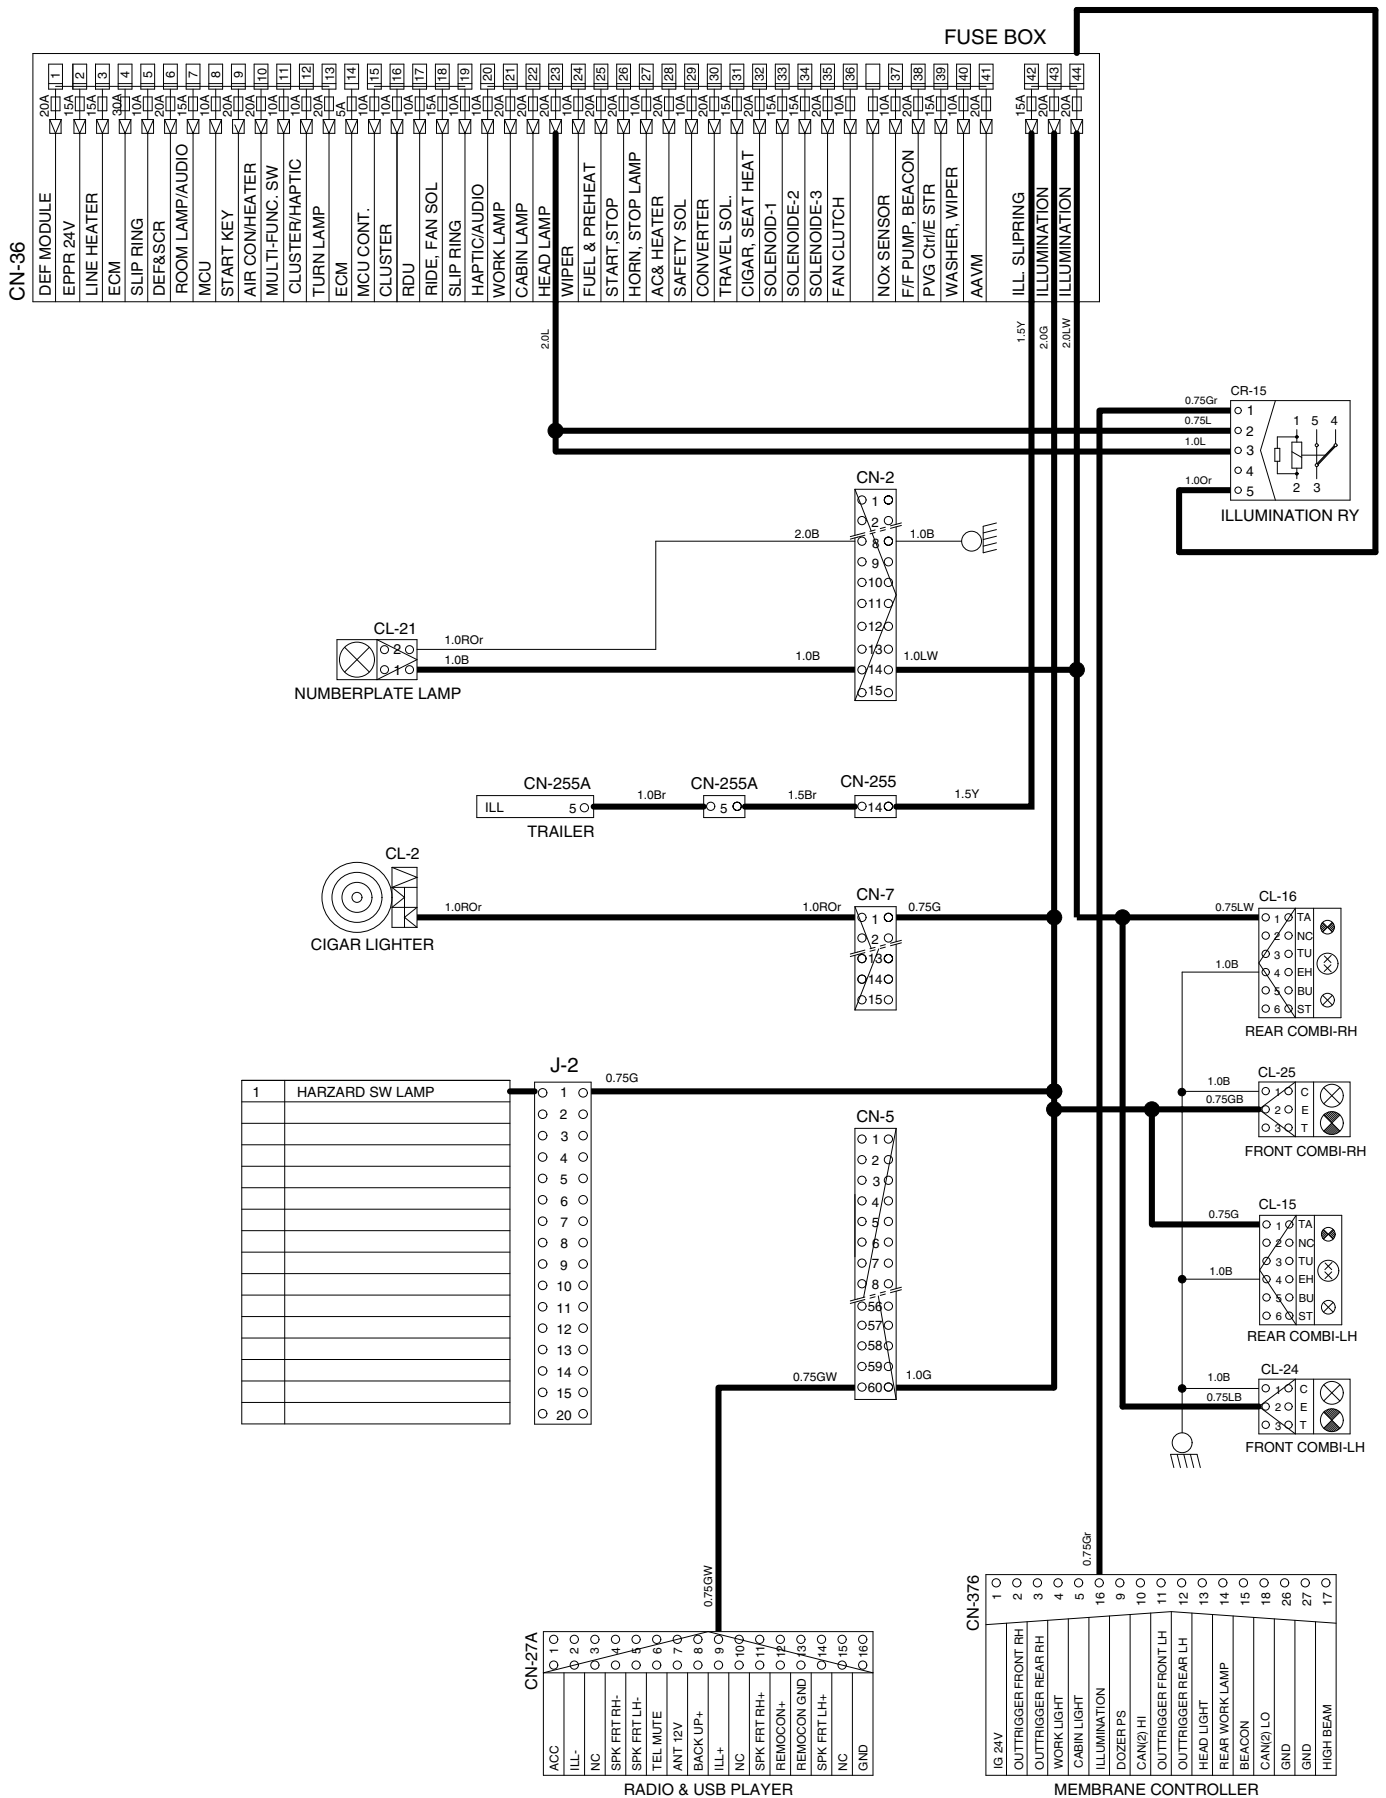 FUSE BOX
CN-36
1 2 3 4 5 6 7 8 9 10 11 12 13 14 15 16 17 18 19 20 21 22 23 24 25 26 27 28 29 30 31 32 33 34 35 36 37 38 39 40 41 42 43 44
20A 15A 15A 30A 10A 20A 15A 10A 20A 20A 10A 10A 20A 5A 10A 10A 10A 15A 10A 10A 20A 10A 20A 10A 20A 10A 10A 20A 10A 20A 15A 20A 15A 15A 20A 10A 10A 20A 15A 10A 20A 15A 20A 20A
DEF MODULE
EPPR 24V
LINE HEATER
ECM
SLIP RING
DEF&SCR
ROOM LAMP/AUDIO
MCU
START KEY
AIR CON/HEATER
MULTI-FUNC. SW
CLUSTER/HAPTIC
TURN LAMP
ECM
MCU CONT.
CLUSTER
RDU
RIDE, FAN SOL
SLIP RING
HAPTIC/AUDIO
WORK LAMP
CABIN LAMP
HEAD LAMP
WIPER
FUEL & PREHEAT
START,STOP
HORN, STOP LAMP
AC& HEATER
SAFETY SOL
CONVERTER
TRAVEL SOL.
CIGAR, SEAT HEAT
SOLENOID-1
SOLENOIDE-2
SOLENOIDE-3
FAN CLUTCH
NOx SENSOR
F/F PUMP, BEACON
PVG Ctrl/E STR
WASHER, WIPER
AAVM
ILL. SLIPRING
ILLUMINATION
ILLUMINATION
2.0L
1.5Y
2.0G
2.0LW
CR-15
0.75Gr
0.75L
1.0L
1.0Or
1
2
3
4
5
1 5 4
2 3
ILLUMINATION RY
CN-2
1
2
8
9
10
11
12
13
14
15
2.0B
1.0B
CL-21
2
1
1.0ROr
1.0B
1.0B
1.0LW
NUMBERPLATE LAMP
CN-255A
ILL 5
TRAILER
1.0Br
CN-255A
5
1.5Br
CN-255
14
1.5Y
CL-2
CIGAR LIGHTER
1.0ROr
1.0ROr
CN-7
1
2
13
14
15
0.75G
CL-16
0.75LW
1.0B
1 TA
2 NC
3 TU
4 EH
5 BU
6 ST
REAR COMBI-RH
J-2
1 HARZARD SW LAMP
0.75G
1
2
3
4
5
6
7
8
9
10
11
12
13
14
15
20
CL-25
1.0B
0.75GB
1 C
2 E
3 T
FRONT COMBI-RH
CN-5
1
2
3
4
5
6
7
8
56
57
58
59
60
0.75GW
1.0G
CL-15
0.75G
1.0B
1 TA
2 NC
3 TU
4 EH
5 BU
6 ST
REAR COMBI-LH
CL-24
1.0B
0.75LB
1 C
2 E
3 T
FRONT COMBI-LH
0.75GW
0.75Gr
CN-27A
1 2 3 4 5 6 7 8 9 10 11 12 13 14 15 16
ACC
ILL-
NC
SPK FRT RH-
SPK FRT LH-
TEL MUTE
ANT 12V
BACK UP+
ILL+
NC
SPK FRT RH+
REMOCON+
REMOCON GND
SPK FRT LH+
NC
GND
RADIO & USB PLAYER
CN-376
1 2 3 4 5 16 9 10 11 12 13 14 15 18 26 27 17
IG 24V
OUTTRIGGER FRONT RH
OUTTRIGGER REAR RH
WORK LIGHT
CABIN LIGHT
ILLUMINATION
DOZER PS
CAN(2) HI
OUTTRIGGER FRONT LH
OUTTRIGGER REAR LH
HEAD LIGHT
REAR WORK LAMP
BEACON
CAN(2) LO
GND
GND
HIGH BEAM
MEMBRANE CONTROLLER